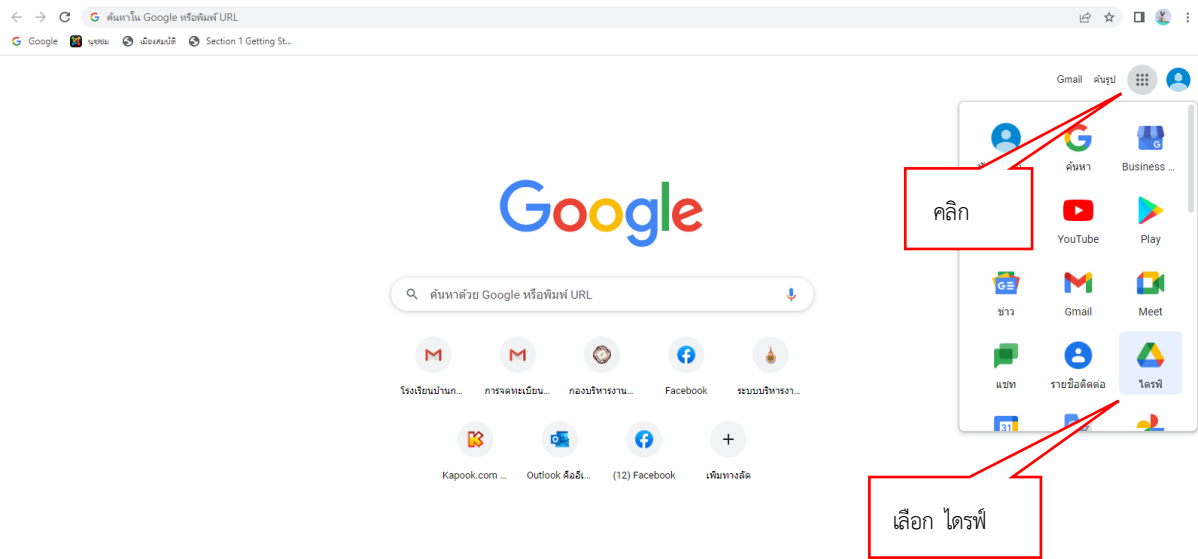 ค้นหาใน Google หรือพิมพ์ URL
Google นุชชม เมืองสมบัติ Section 1 Getting St...
Gmail ค้นรูป
ค้นหา Business ...
คลิก
Google
YouTube Play
ค้นหาด้วย Google หรือพิมพ์ URL
ข่าว Gmail Meet
แชท รายชื่อติดต่อ ไดรฟ์
31
โรงเรียนบ้านก... การจดทะเบียน... กองบริหารงาน... Facebook ระบบบริหารงา...
Kapook.com ... Outlook คืออีเ... (12) Facebook เพิ่มทางลัด
เลือก ไดรฟ์